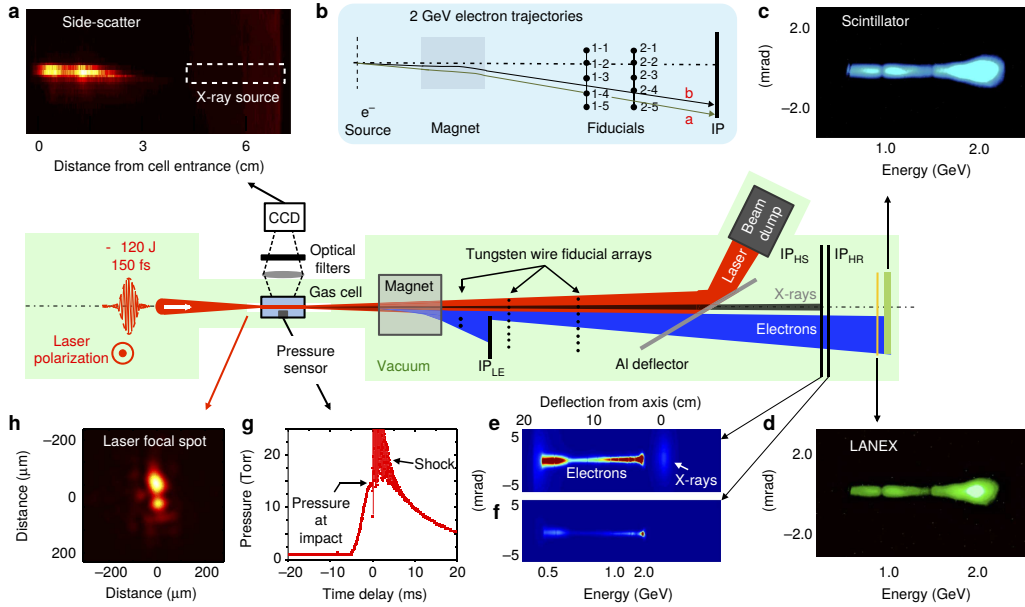 a
Side-scatter
X-ray source
0
3
6
Distance from cell entrance (cm)
b
2 GeV electron trajectories
1-1
1-2
1-3
1-4
1-5
2-1
2-2
2-3
2-4
2-5
b
a
e–
Source
Magnet
Fiducials
IP
c
Scintillator
2.0
(mrad)
–2.0
1.0
2.0
Energy (GeV)
- 120 J
150 fs
Laser
polarization
CCD
Optical
filters
Gas cell
Pressure
sensor
Magnet
Vacuum
Tungsten wire fiducial arrays
IPLE
Laser
Beam
dump
Al deflector
IPHS
IPHR
X-rays
Electrons
h
Laser focal spot
Distance (µm)
–200
0
200
–200
0
200
Distance (µm)
g
Pressure (Torr)
20
10
0
Shock
Pressure
at
impact
–20
–10
0
10
20
Time delay (ms)
Deflection from axis (cm)
20
10
0
e
5
–5
Electrons
X-rays
(mrad)
f
5
–5
0.5
1.0
2.0
Energy (GeV)
d
LANEX
2.0
(mrad)
–2.0
1.0
2.0
Energy (GeV)